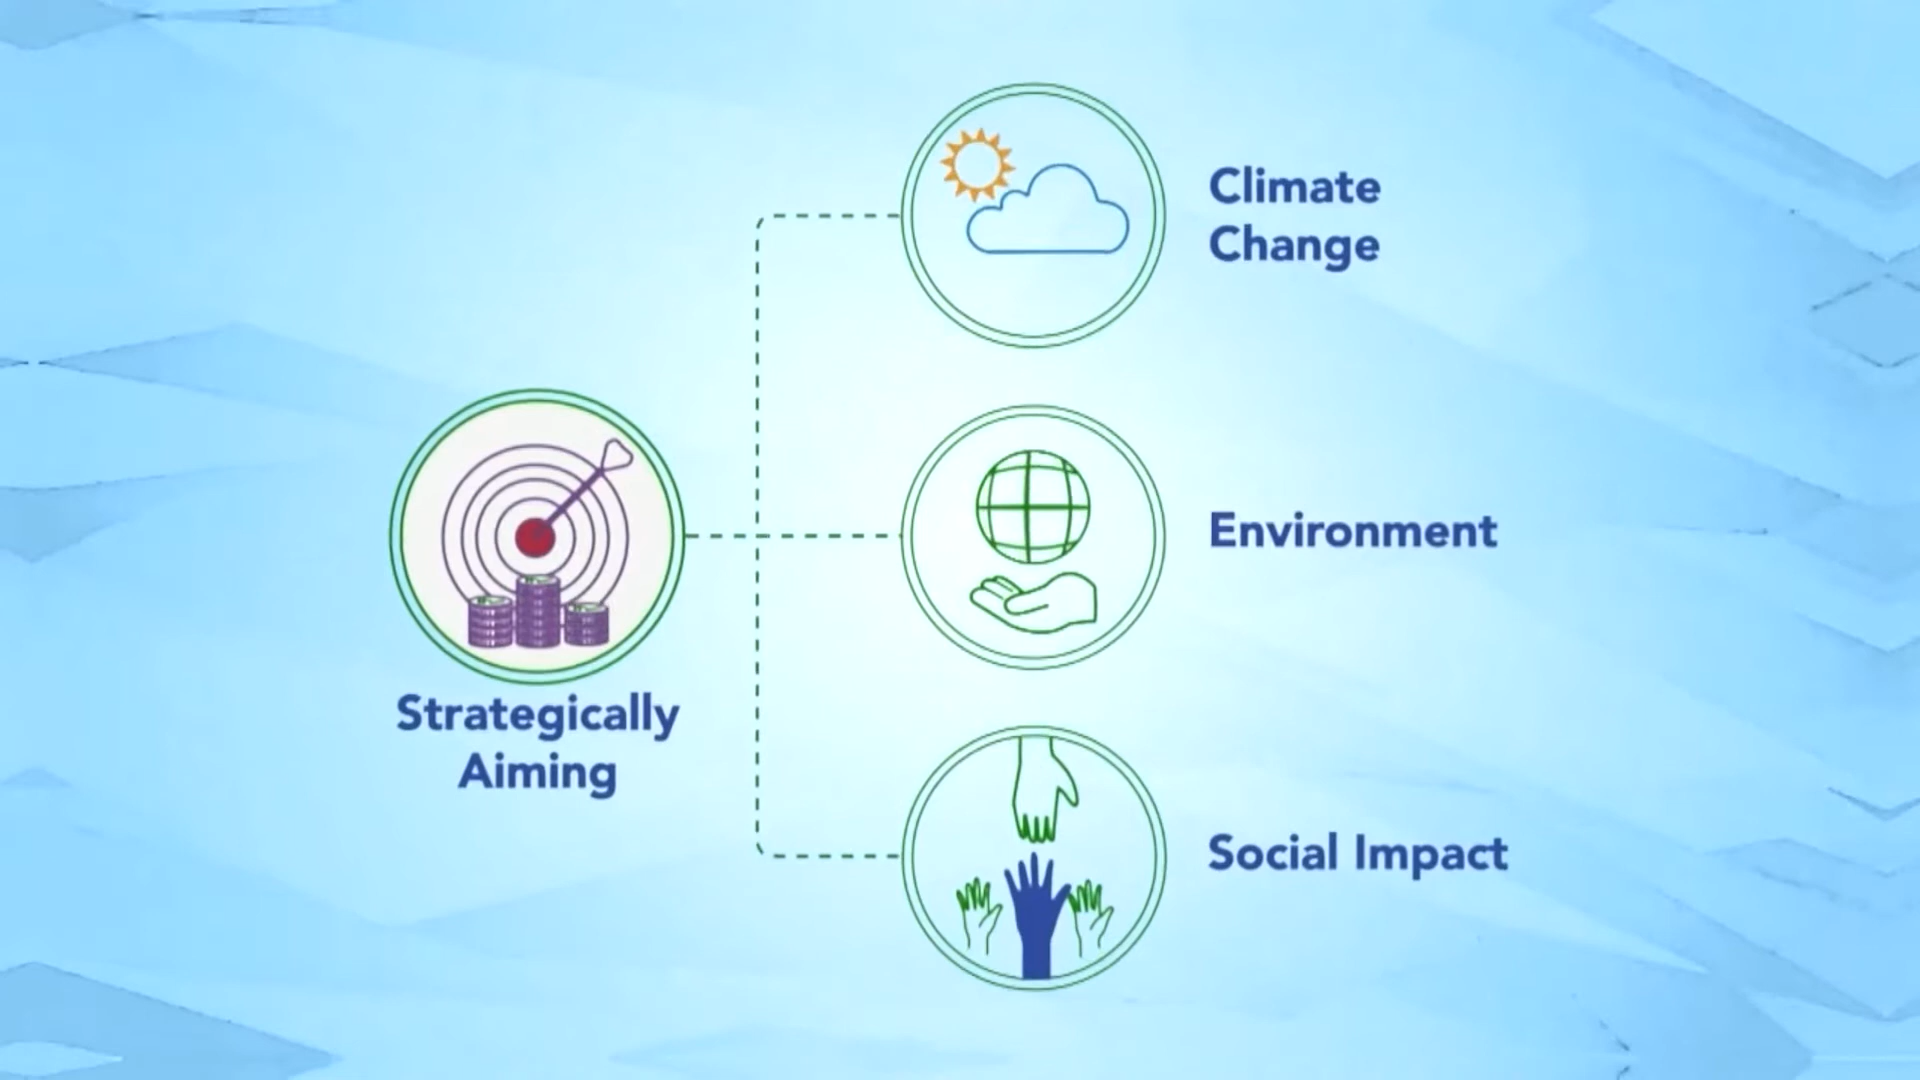 Climate
Change
Environment
Strategically
Aiming
Social Impact